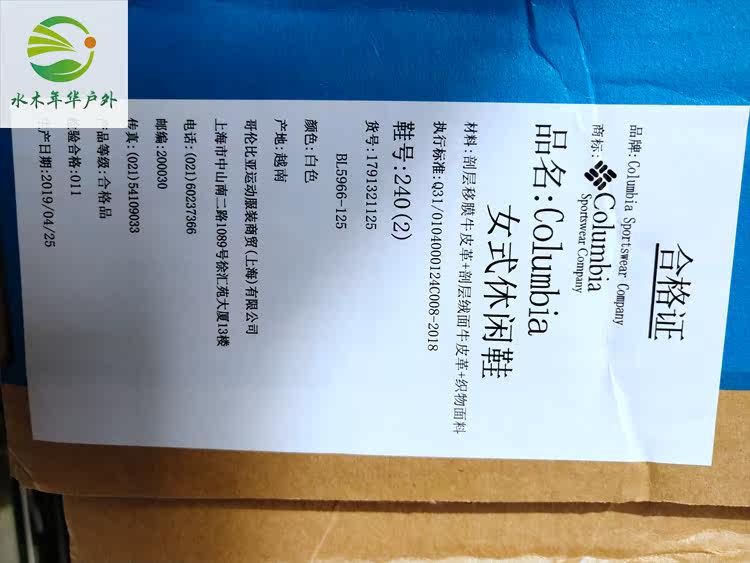 水木年华户外
合格证
品牌:Columbia Sportswear Company
商标:
Columbia
Sportswear Company
品名:Columbia
女式休闲鞋
材料:剖层移膜牛皮革+剖层绒面牛皮革+织物面料
执行标准:Q31/0104000124C008-2018
鞋号:240(2)
货号:1791321125
BL5966-125
颜色:白色
产地:越南
哥伦比亚运动服装商贸(上海)有限公司
上海市中山南二路1089号徐汇苑大厦13楼
电话:(021)60237366
邮编:200030
传真:(021)54109033
产品等级:合格品
检验合格:011
生产日期:2019/04/25